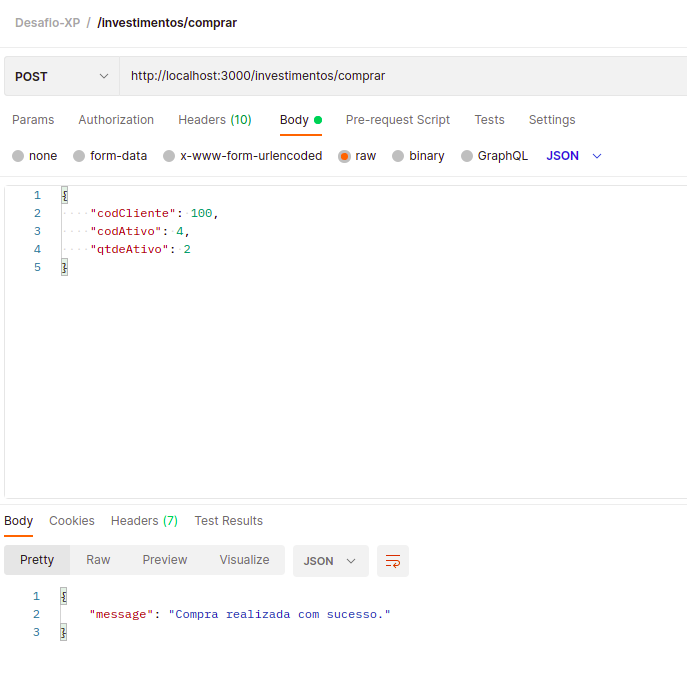 Desafio-XP / /investimentos/comprar
POST http://localhost:3000/investimentos/comprar
Params Authorization Headers (10) Body Pre-request Script Tests Settings
none form-data x-www-form-urlencoded raw binary GraphQL JSON
1 {
2 "codCliente": 100,
3 "codAtivo": 4,
4 "qtdeAtivo": 2
5 }
Body Cookies Headers (7) Test Results
Pretty Raw Preview Visualize JSON
1 {
2 "message": "Compra realizada com sucesso."
3 }